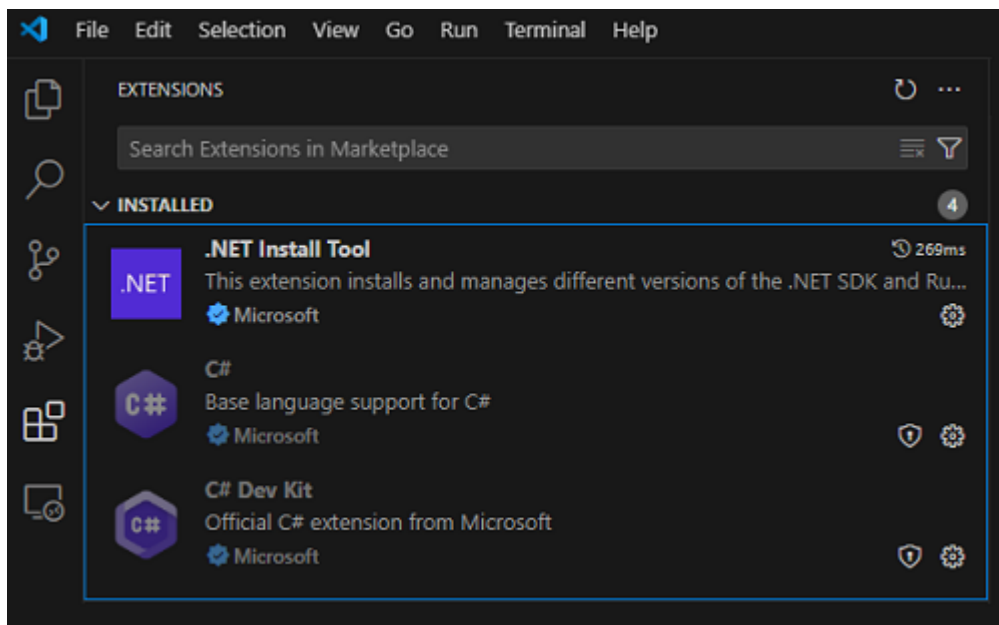 File Edit Selection View Go Run Terminal Help
EXTENSIONS
Search Extensions in Marketplace
INSTALLED 4
.NET Install Tool 269ms
.NET
This extension installs and manages different versions of the .NET SDK and Ru...
Microsoft
C#
C#
Base language support for C#
Microsoft
C# Dev Kit
C#
Official C# extension from Microsoft
Microsoft